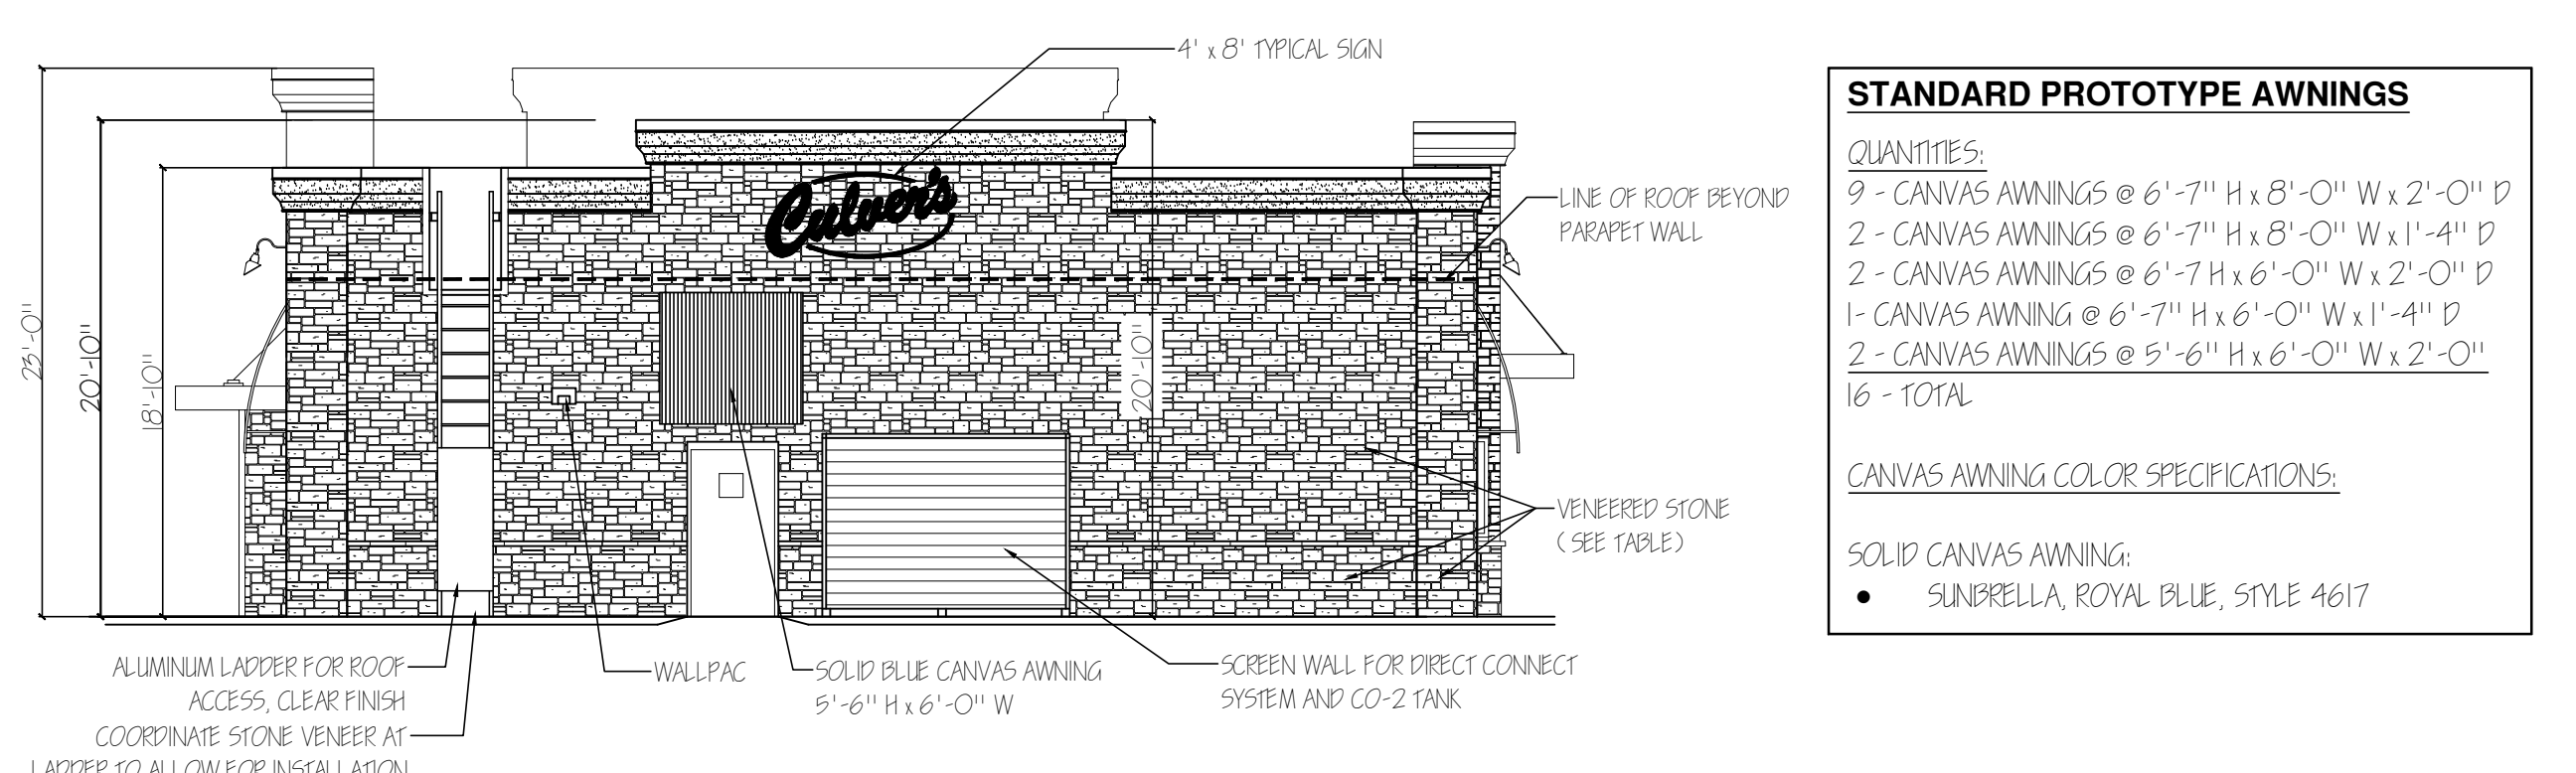 4' x 8' TYPICAL SIGN
Culver's
LINE OF ROOF BEYOND
PARAPET WALL
23'-0"
20'-10"
18'-10"
20'-10"
VENEERED STONE
( SEE TABLE)
ALUMINUM LADDER FOR ROOF
ACCESS, CLEAR FINISH
COORDINATE STONE VENEER AT
LADDER TO ALLOW FOR INSTALLATION
WALLPAC
SOLID BLUE CANVAS AWNING
5'-6" H x 6'-0" W
SCREEN WALL FOR DIRECT CONNECT
SYSTEM AND CO-2 TANK
STANDARD PROTOTYPE AWNINGS
QUANTITIES:
9 - CANVAS AWNINGS @ 6'-7" H x 8'-0" W x 2'-0" D
2 - CANVAS AWNINGS @ 6'-7" H x 8'-0" W x 1'-4" D
2 - CANVAS AWNINGS @ 6'-7 H x 6'-0" W x 2'-0" D
1- CANVAS AWNING @ 6'-7" H x 6'-0" W x 1'-4" D
2 - CANVAS AWNINGS @ 5'-6" H x 6'-0" W x 2'-0"
16 - TOTAL
CANVAS AWNING COLOR SPECIFICATIONS:
SOLID CANVAS AWNING:
• SUNBRELLA, ROYAL BLUE, STYLE 4617